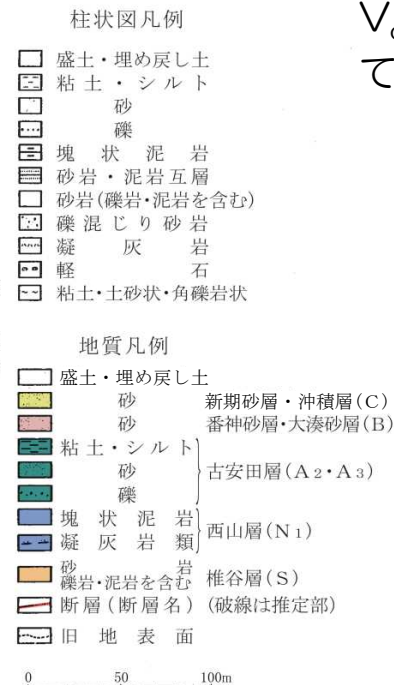 柱状図凡例
盛土・埋め戻し土
粘土・シルト
砂
礫
塊状泥岩
砂岩・泥岩互層
砂岩(礫岩・泥岩を含む)
礫混じり砂岩
凝灰岩
軽石
粘土・土砂状・角礫岩状
て
地質凡例
盛土・埋め戻し土
砂 新期砂層・沖積層(C)
砂 番神砂層・大湊砂層(B)
粘土・シルト
砂 古安田層(A2・A3)
礫
塊状泥岩
西山層(N1)
凝灰岩類
砂岩
礫岩・泥岩を含む 椎谷層(S)
断層(断層名) (破線は推定部)
旧地表面
0 50 100m